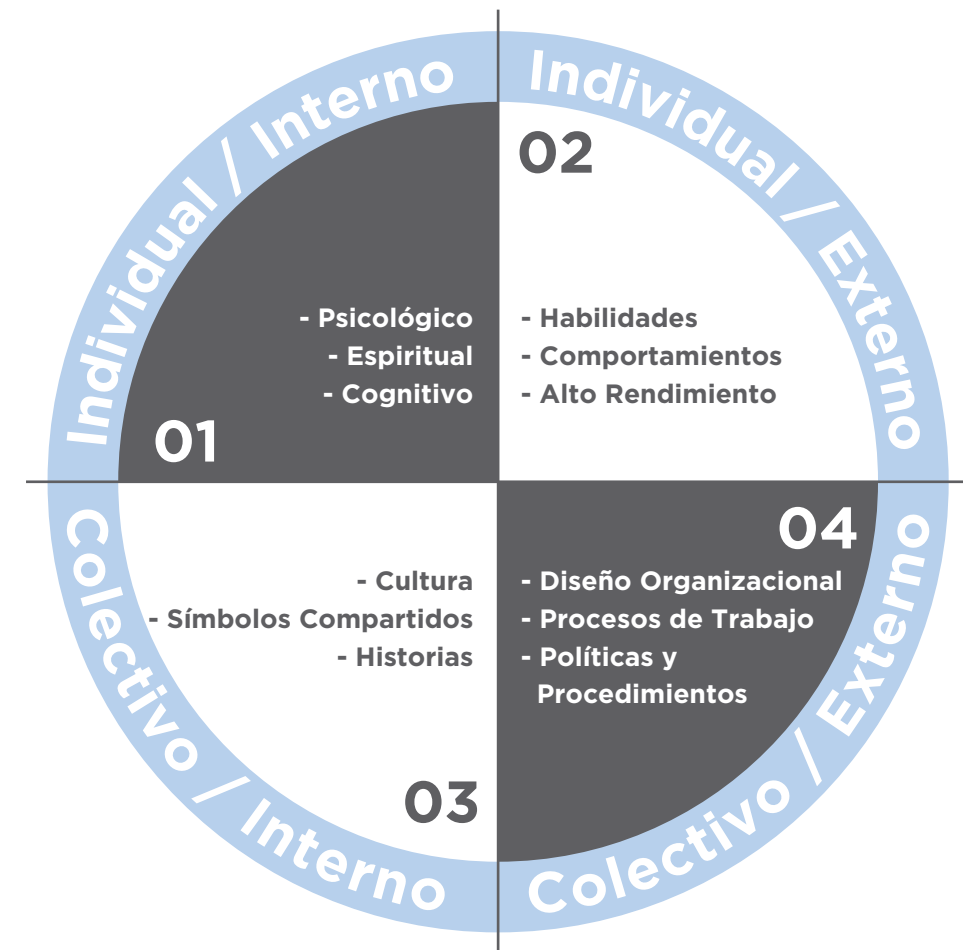 Individual / Interno
01
- Psicológico
- Espiritual
- Cognitivo
Individual / Externo
02
- Habilidades
- Comportamientos
- Alto Rendimiento
Colectivo / Interno
- Cultura
- Símbolos Compartidos
- Historias
03
Colectivo / Externo
04
- Diseño Organizacional
- Procesos de Trabajo
- Políticas y
Procedimientos